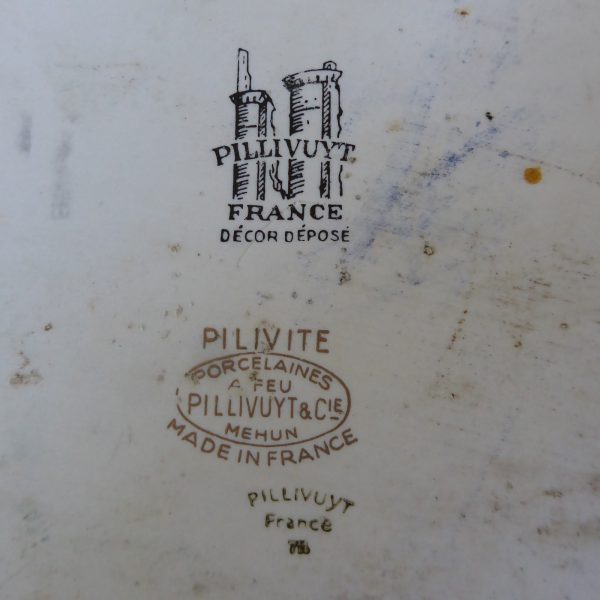 PILLIVUYT
FRANCE
DÉCOR DÉPOSÉ
PILIVITE
PORCELAINES
A FEU
PILLIVUYT & CIE
MEHUN
MADE IN FRANCE
PILLIVUYT
France